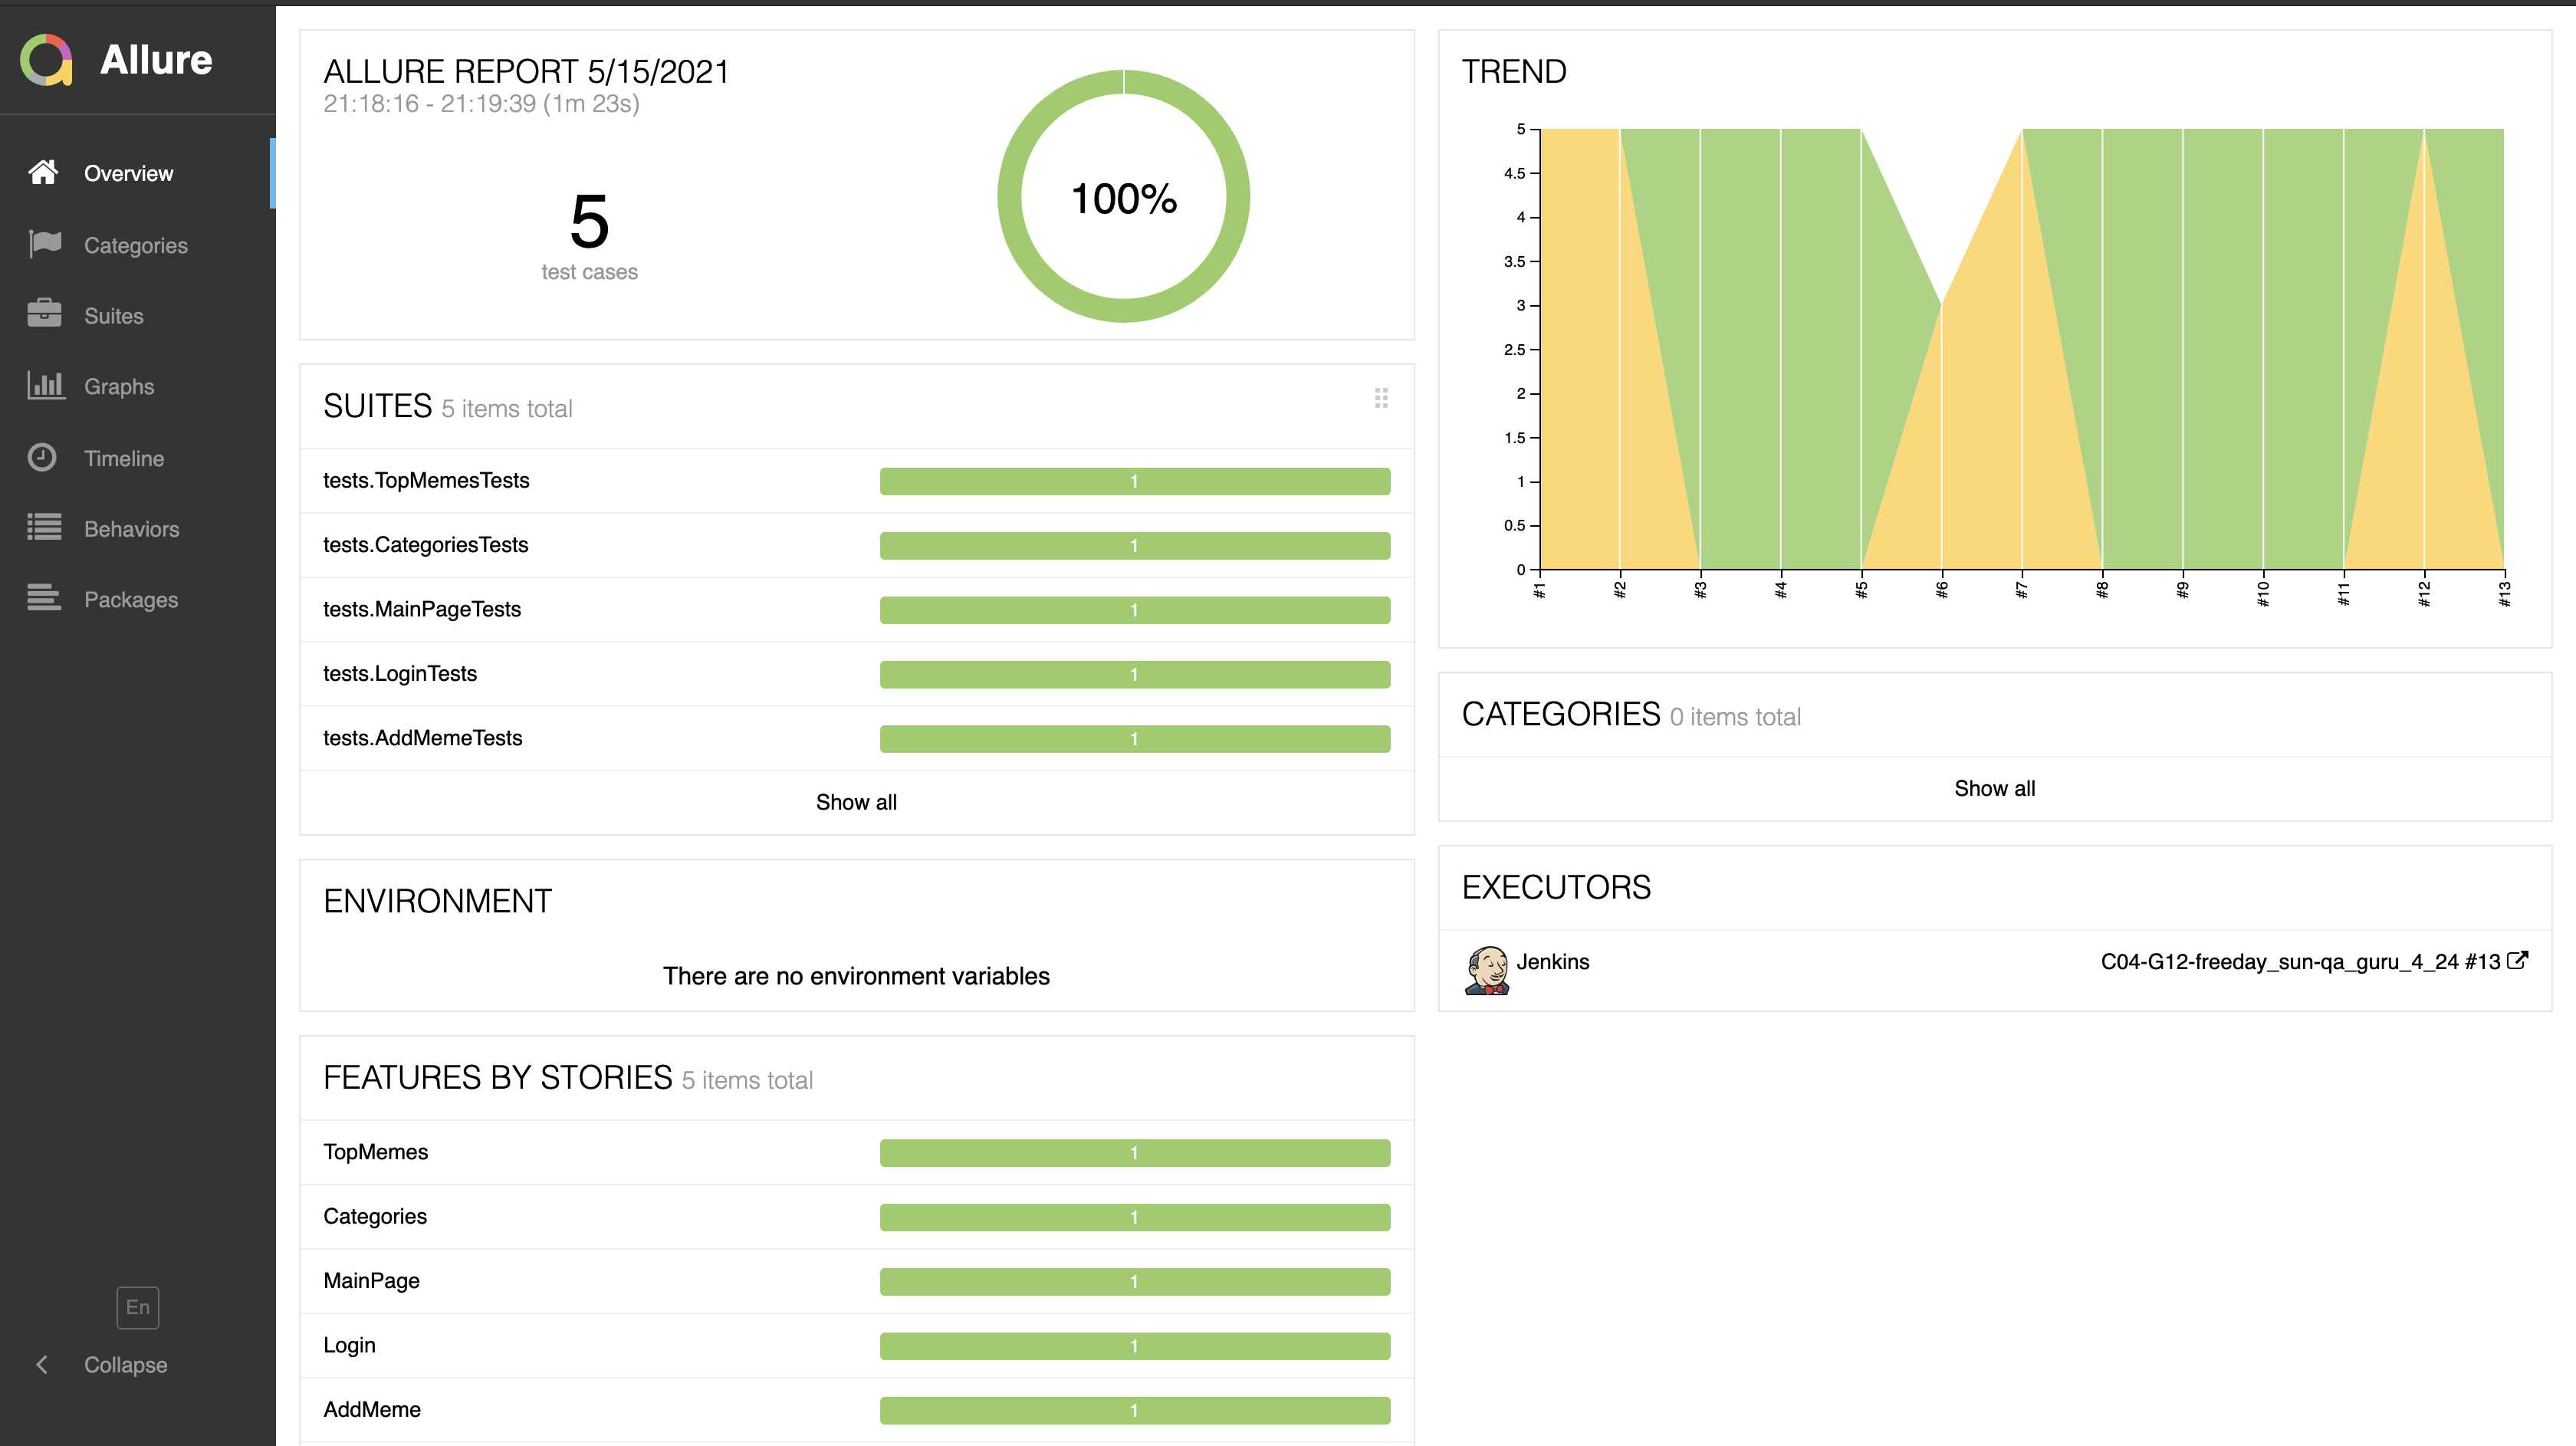 Allure
Overview
Categories
Suites
Graphs
Timeline
Behaviors
Packages
En
Collapse
ALLURE REPORT 5/15/2021
21:18:16 - 21:19:39 (1m 23s)
5
test cases
100%
SUITES 5 items total
tests.TopMemesTests 1
tests.CategoriesTests 1
tests.MainPageTests 1
tests.LoginTests 1
tests.AddMemeTests 1
Show all
ENVIRONMENT
There are no environment variables
FEATURES BY STORIES 5 items total
TopMemes 1
Categories 1
MainPage 1
Login 1
AddMeme 1
TREND
5
4.5
4
3.5
3
2.5
2
1.5
1
0.5
0
#1 #2 #3 #4 #5 #6 #7 #8 #9 #10 #11 #12 #13
CATEGORIES 0 items total
Show all
EXECUTORS
Jenkins C04-G12-freeday_sun-qa_guru_4_24 #13